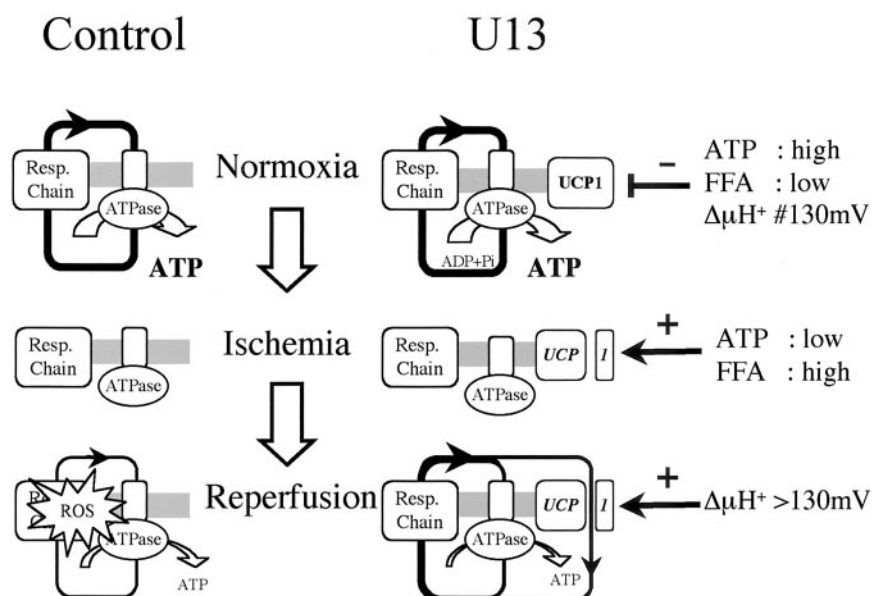 Control
U13
Resp.
Chain
ATPase
ATP
Normoxia
Resp.
Chain
ATPase
UCP1
ADP+Pi
ATP
−
ATP : high
FFA : low
ΔμH⁺ #130mV
Resp.
Chain
ATPase
Ischemia
Resp.
Chain
ATPase
UCP 1
+
ATP : low
FFA : high
ROS
ATPase
ATP
Reperfusion
Resp.
Chain
ATPase
UCP 1
ATP
+
ΔμH⁺ >130mV